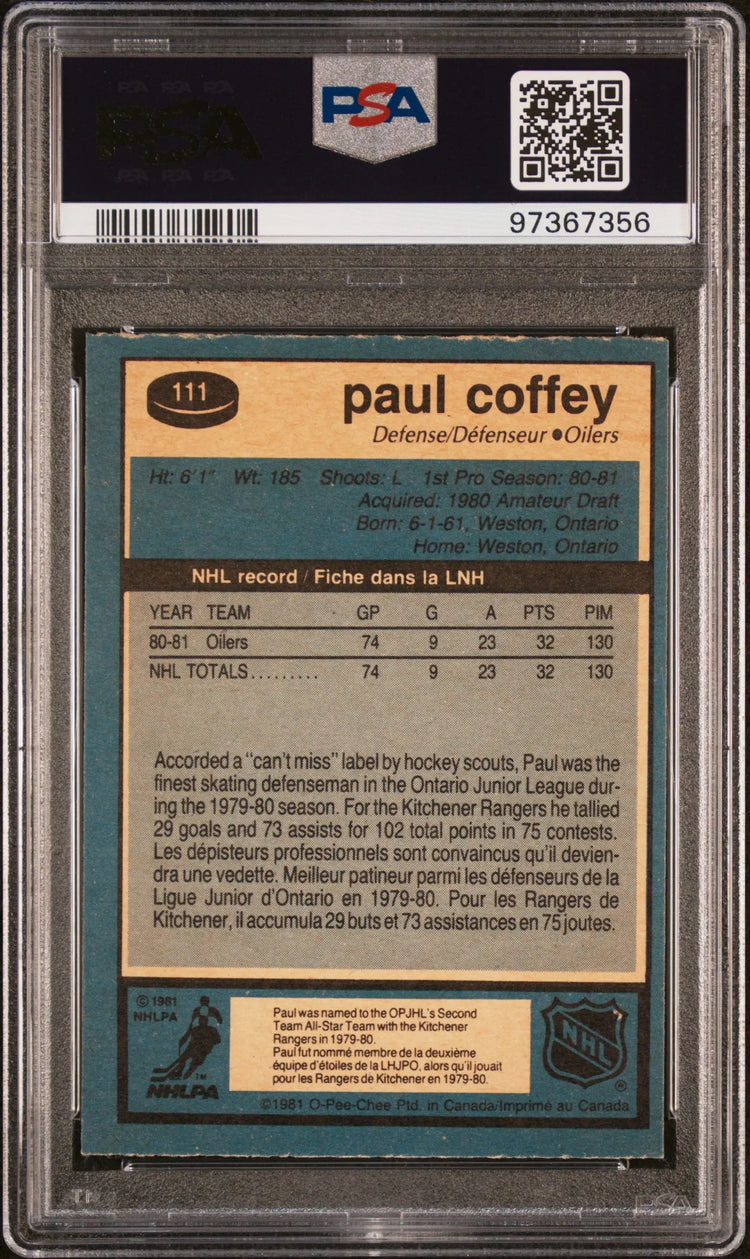 PSA PSA PSA
PSA
PSA PSA PSA
PSA
97367356
111
paul coffey
Defense/Défenseur ●Oilers
Ht: 6'1" Wt: 185 Shoots: L 1st Pro Season: 80-81
Acquired: 1980 Amateur Draft
Born: 6-1-61, Weston, Ontario
Home: Weston, Ontario
NHL record / Fiche dans la LNH
YEAR TEAM GP G A PTS PIM
80-81 Oilers 74 9 23 32 130
NHL TOTALS......... 74 9 23 32 130
Accorded a "can't miss" label by hockey scouts, Paul was the
finest skating defenseman in the Ontario Junior League dur-
ing the 1979-80 season. For the Kitchener Rangers he tallied
29 goals and 73 assists for 102 total points in 75 contests.
Les dépisteurs professionnels sont convaincus qu'il devien-
dra une vedette. Meilleur patineur parmi les défenseurs de la
Ligue Junior d'Ontario en 1979-80. Pour les Rangers de
Kitchener, il accumula 29 buts et 73 assistances en 75 joutes.
©1981
NHLPA
TM
NHLPA
Paul was named to the OPJHL's Second
Team All-Star Team with the Kitchener
Rangers in 1979-80.
Paul fut nommé membre de la deuxième
équipe d'étoiles de la LHJPO, alors qu'il jouait
pour les Rangers de Kitchener en 1979-80.
NHL
®
©1981 O-Pee-Chee Ptd. in Canada/Imprimé au Canada
PSA